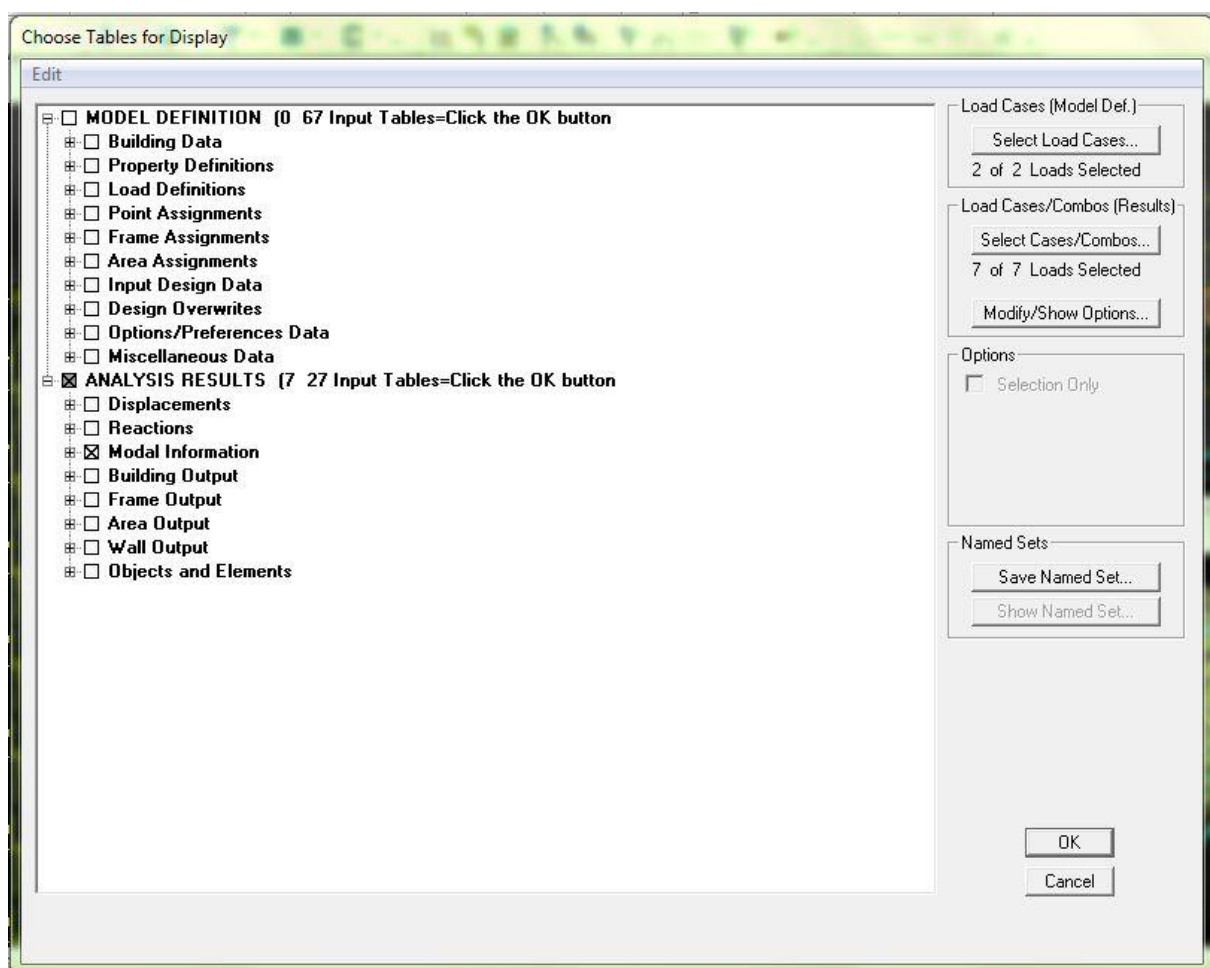 Choose Tables for Display
Edit
MODEL DEFINITION (0 67 Input Tables=Click the OK button
Building Data
Property Definitions
Load Definitions
Point Assignments
Frame Assignments
Area Assignments
Input Design Data
Design Overwrites
Options/Preferences Data
Miscellaneous Data
ANALYSIS RESULTS (7 27 Input Tables=Click the OK button
Displacements
Reactions
Modal Information
Building Output
Frame Output
Area Output
Wall Output
Objects and Elements
Load Cases (Model Def.)
Select Load Cases...
2 of 2 Loads Selected
Load Cases/Combos (Results)
Select Cases/Combos...
7 of 7 Loads Selected
Modify/Show Options...
Options
Selection Only
Named Sets
Save Named Set...
Show Named Set...
OK
Cancel